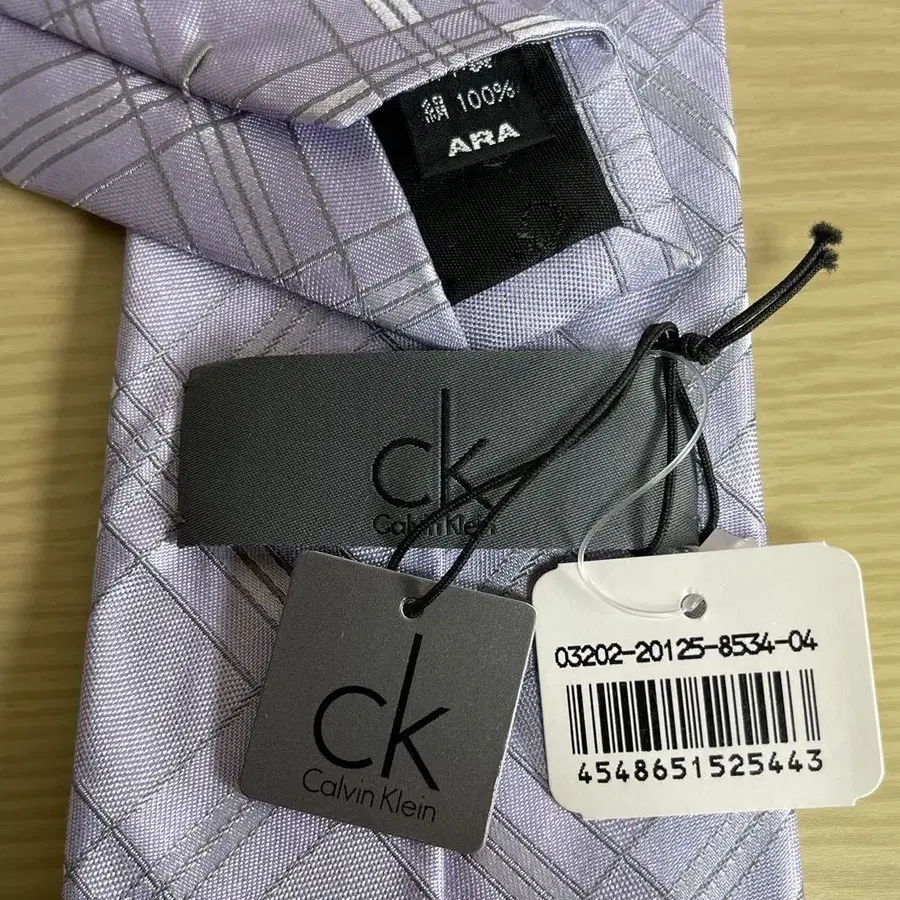 絹 100%
ARA
ck
Calvin Klein
ck
Calvin Klein
03202-20125-8534-04
4548651525443